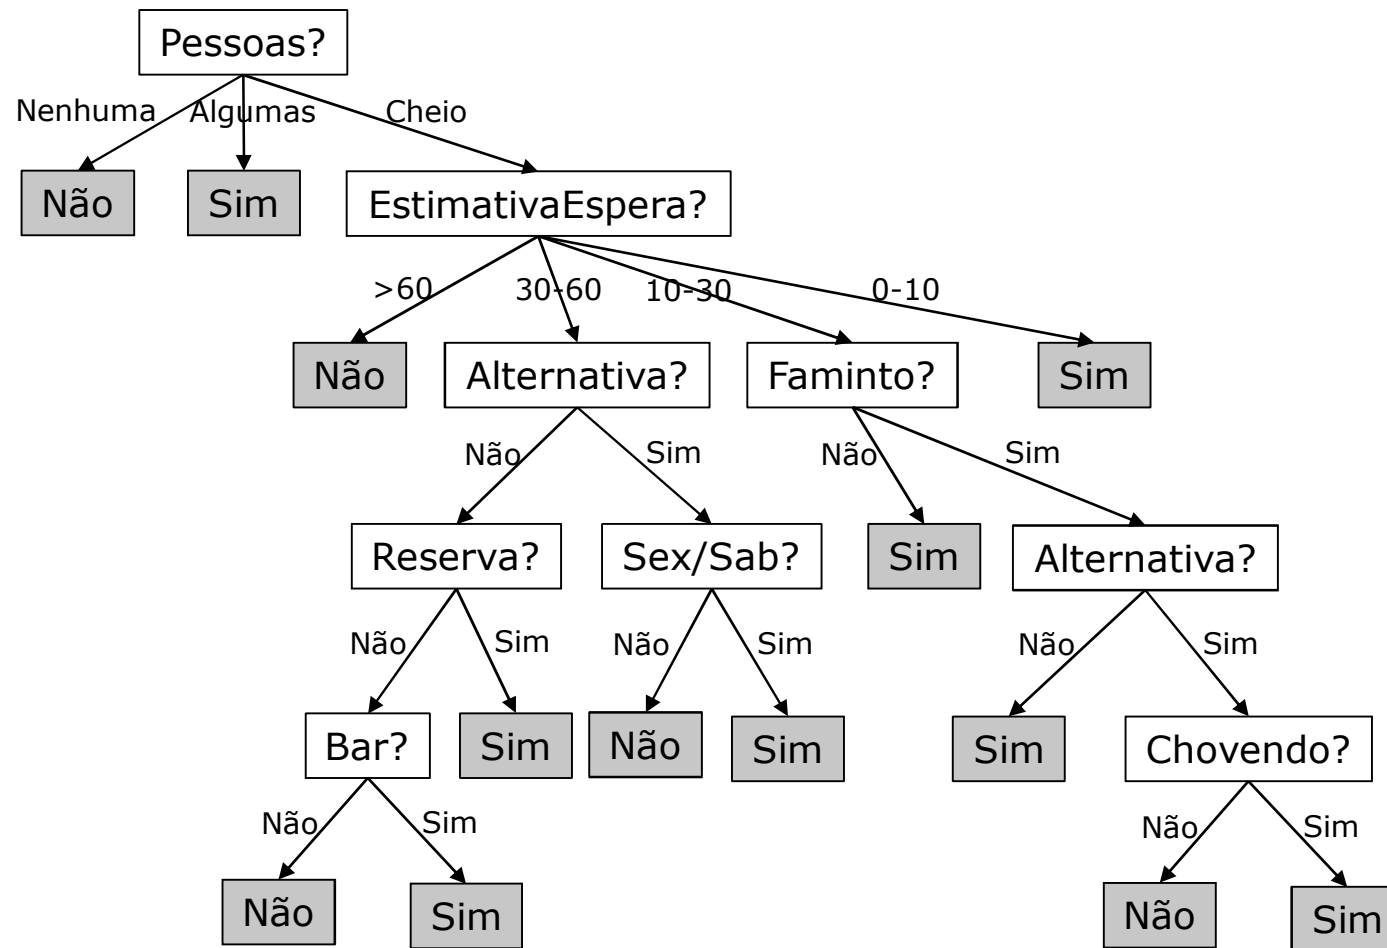 Pessoas?
Nenhuma Algumas Cheio
Não Sim EstimativaEspera?
>60 30-60 10-30 0-10
Não Alternativa? Faminto? Sim
Não Sim Não Sim
Reserva? Sex/Sab? Sim Alternativa?
Não Sim Não Sim Não Sim
Bar? Sim Não Sim Sim Chovendo?
Não Sim Não Sim
Não Sim Não Sim